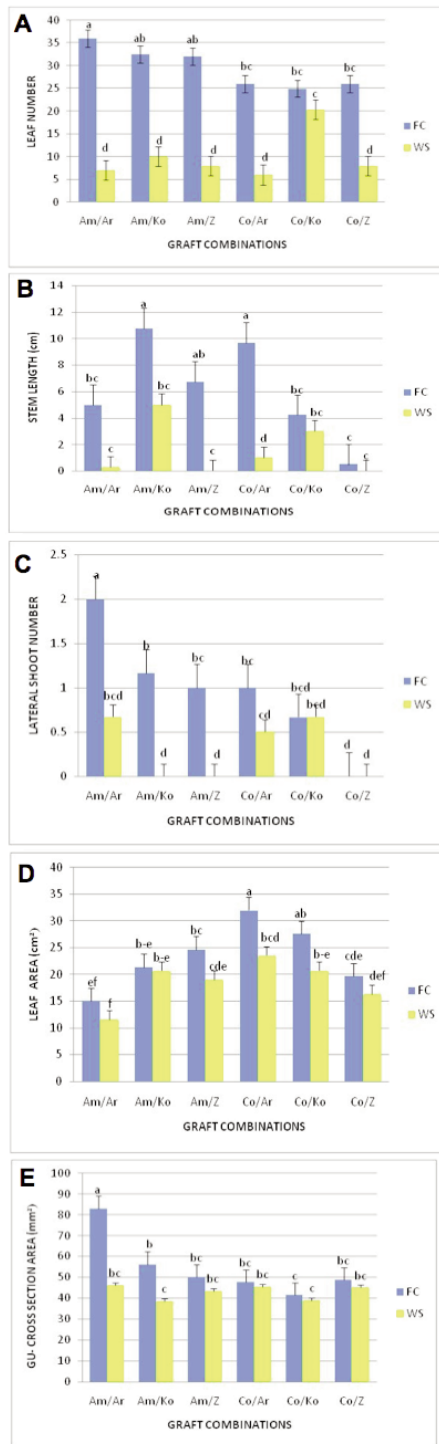 A
40
35
30
25
20
15
10
5
0
LEAF NUMBER
a
d
bc
d
bc
d
bc
d
bc
c
bc
d
Am/Ar Am/Ko Am/Z Co/Ar Co/Ko Co/Z
GRAFT COMBINATIONS
FC
WS
B
14
12
10
8
6
4
2
0
STEM LENGTH (cm)
bc
c
a
bc
ab
c
a
d
bc
bc
c
c
Am/Ar Am/Ko Am/Z Co/Ar Co/Ko Co/Z
GRAFT COMBINATIONS
FC
WS
C
2.5
2
1.5
1
0.5
0
LATERAL SHOOT NUMBER
a
bcd
b
d
bc
d
bc
cd
bcd
bcd
d
d
Am/Ar Am/Ko Am/Z Co/Ar Co/Ko Co/Z
GRAFT COMBINATIONS
FC
WS
D
40
35
30
25
20
15
10
5
0
LEAF AREA (cm²)
ef
f
b-e
b-e
bc
cde
a
bcd
ab
b-e
cde
def
Am/Ar Am/Ko Am/Z Co/Ar Co/Ko Co/Z
GRAFT COMBINATIONS
FC
WS
E
100
90
80
70
60
50
40
30
20
10
0
GU- CROSS SECTION AREA (mm²)
a
bc
b
c
bc
bc
bc
bc
c
c
bc
bc
Am/Ar Am/Ko Am/Z Co/Ar Co/Ko Co/Z
GRAFT COMBINATIONS
FC
WS